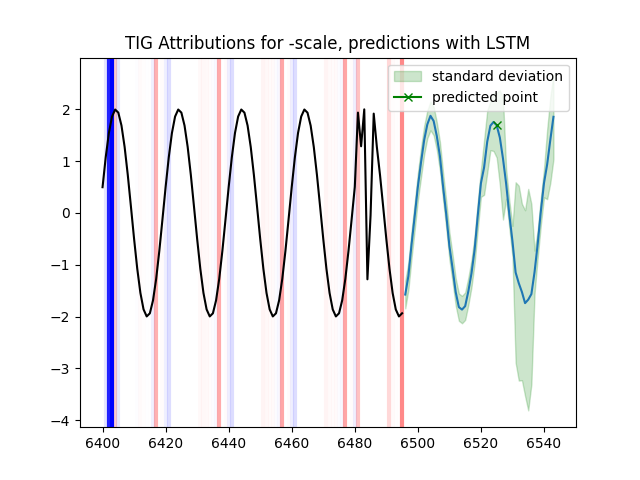 TIG Attributions for -scale, predictions with LSTM
standard deviation
predicted point
2
1
0
−1
−2
−3
−4
6400 6420 6440 6460 6480 6500 6520 6540